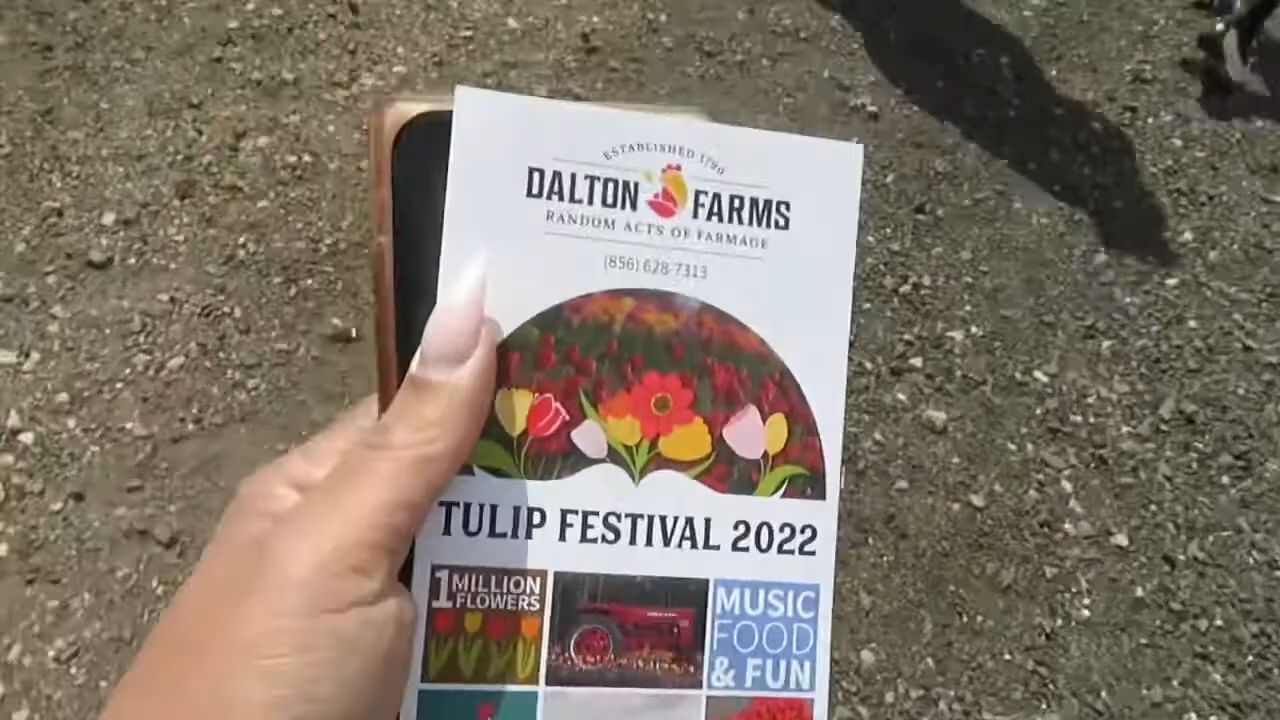 ESTABLISHED 1790
DALTON FARMS
RANDOM ACTS OF FARMAGE
(856) 628-7313
TULIP FESTIVAL 2022
1 MILLION
FLOWERS
MUSIC
FOOD
& FUN